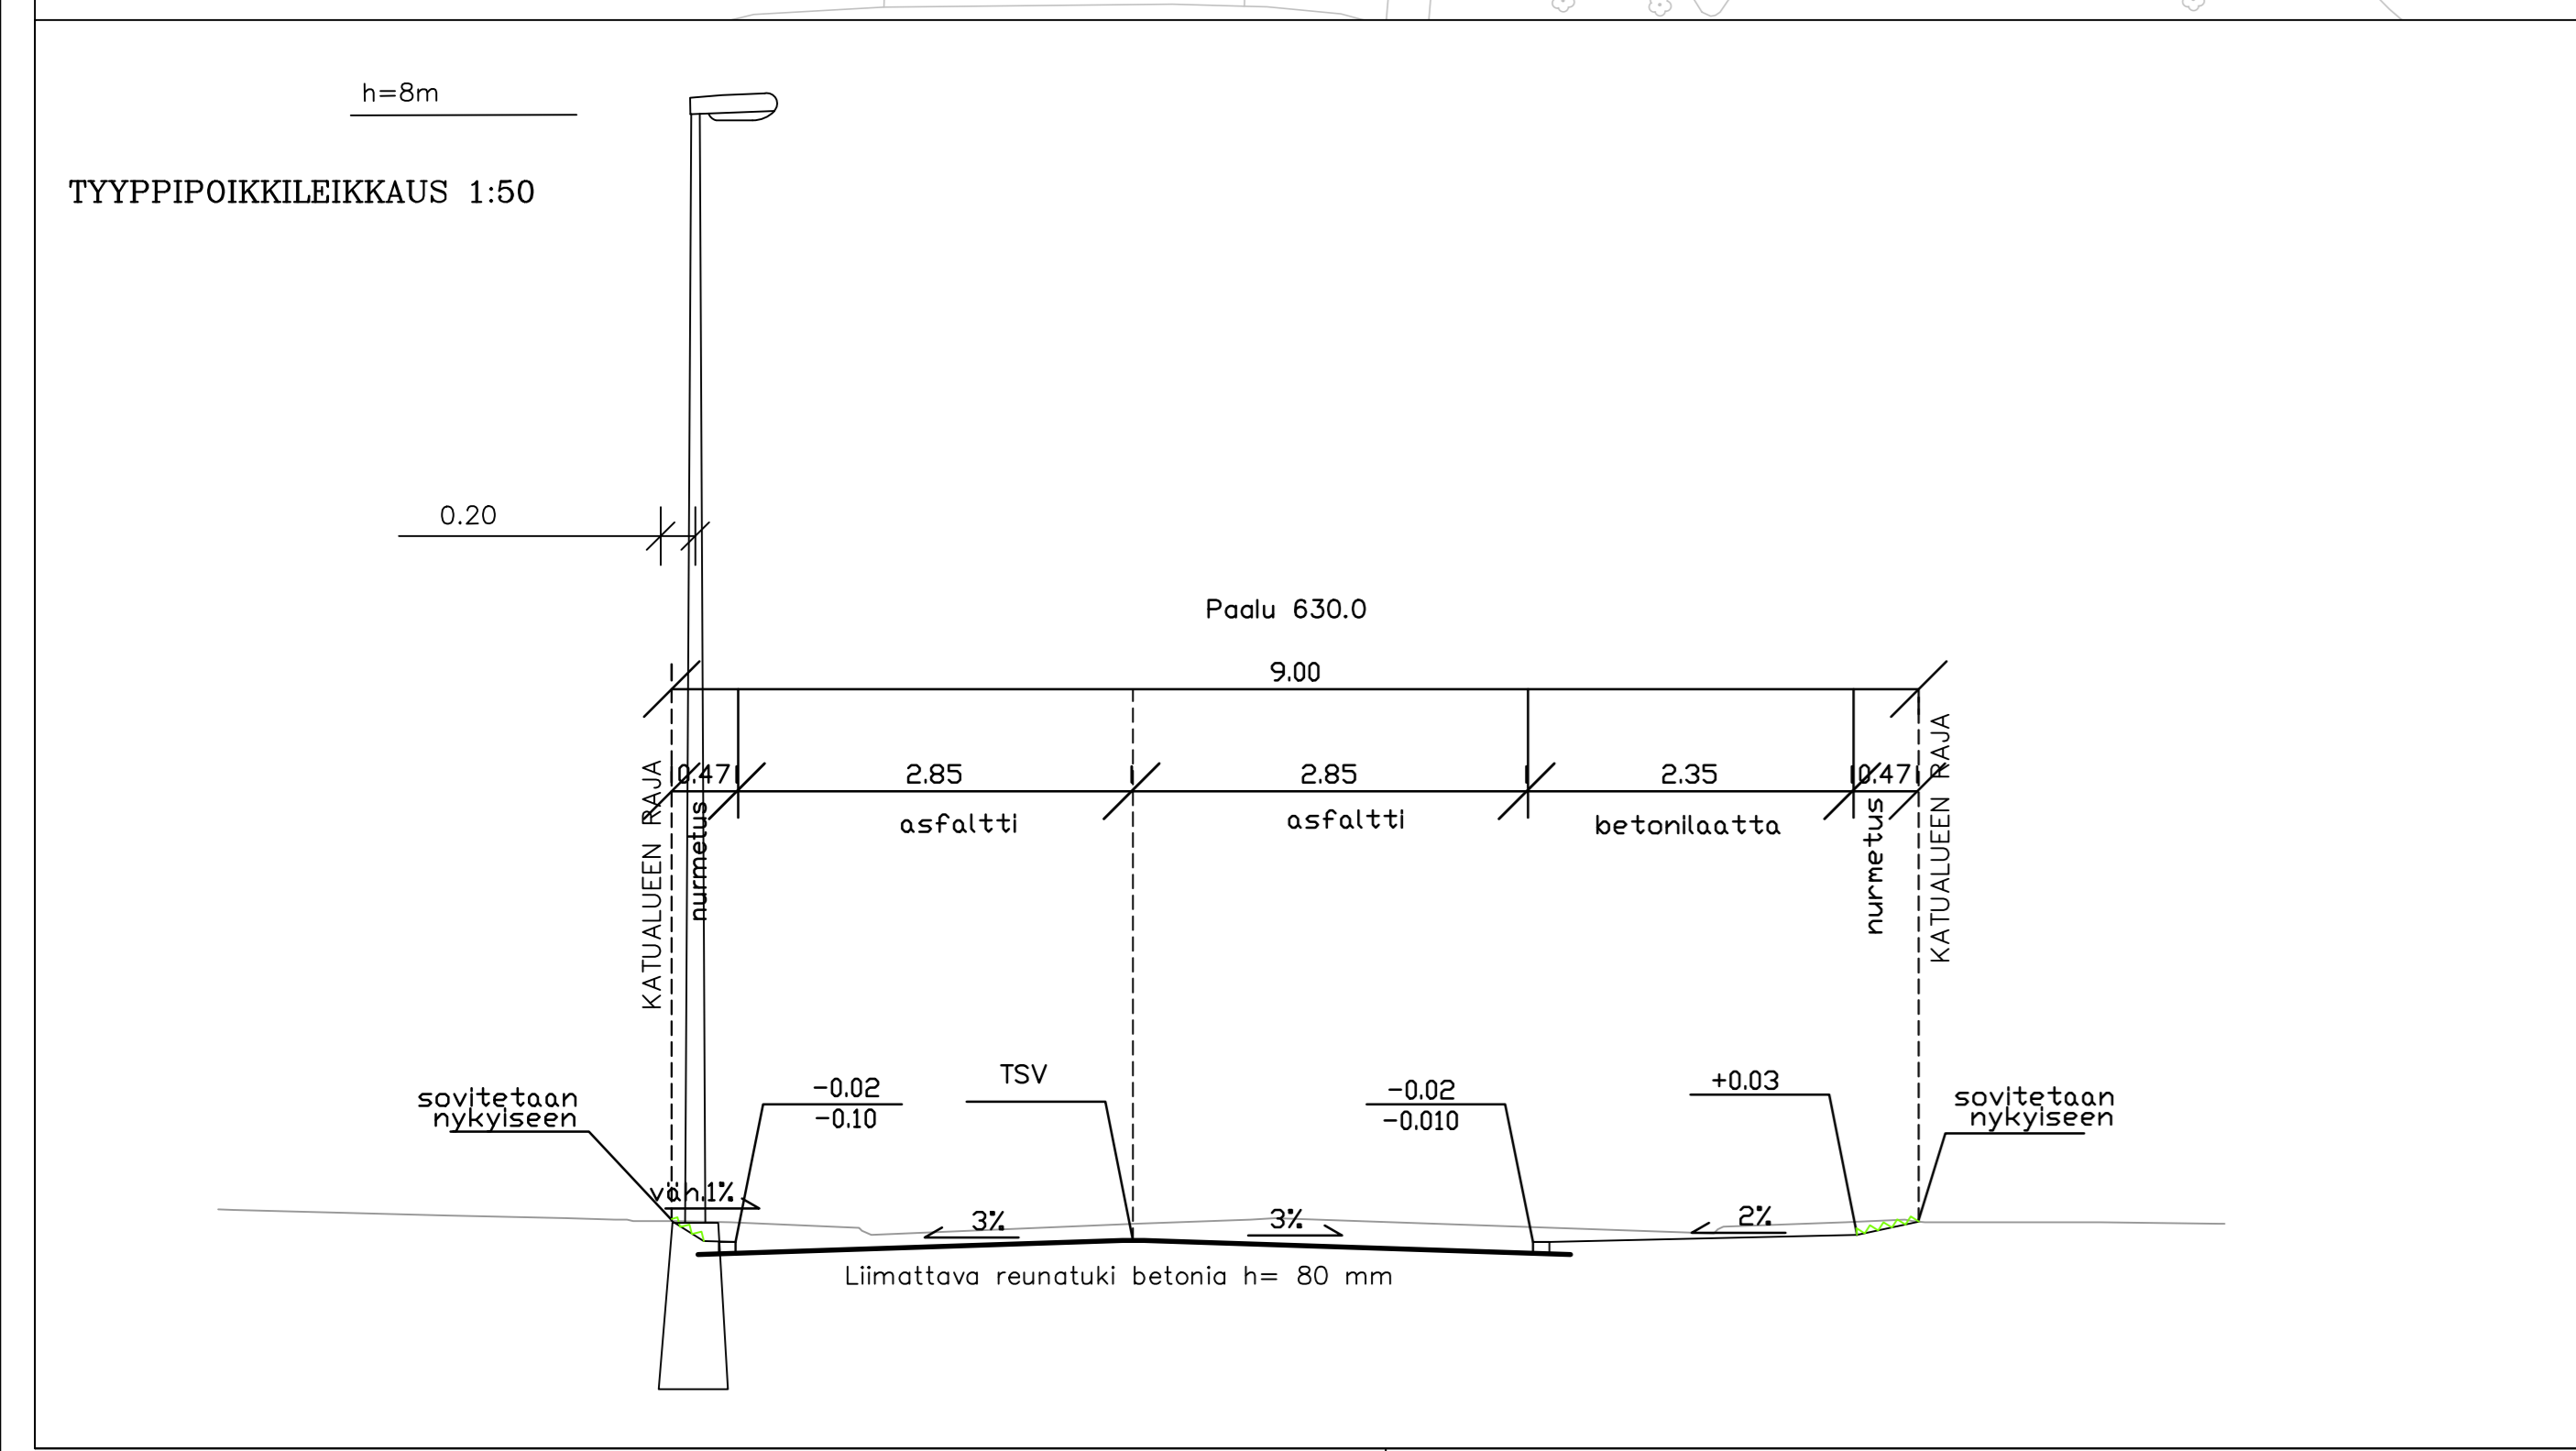 h=8m
TYYPPIPOIKKILEIKKAUS 1:50
0.20
Paalu 630.0
9.00
0.47
2.85
2.85
2.35
0.47
asfaltti
asfaltti
betonilaatta
nurmetus
nurmetus
KATUALUEEN RAJA
KATUALUEEN RAJA
sovitetaan
nykyiseen
-0.02
-0.10
TSV
-0.02
-0.010
+0.03
sovitetaan
nykyiseen
väh.1%
3%
3%
2%
Liimattava reunatuki betonia h= 80 mm